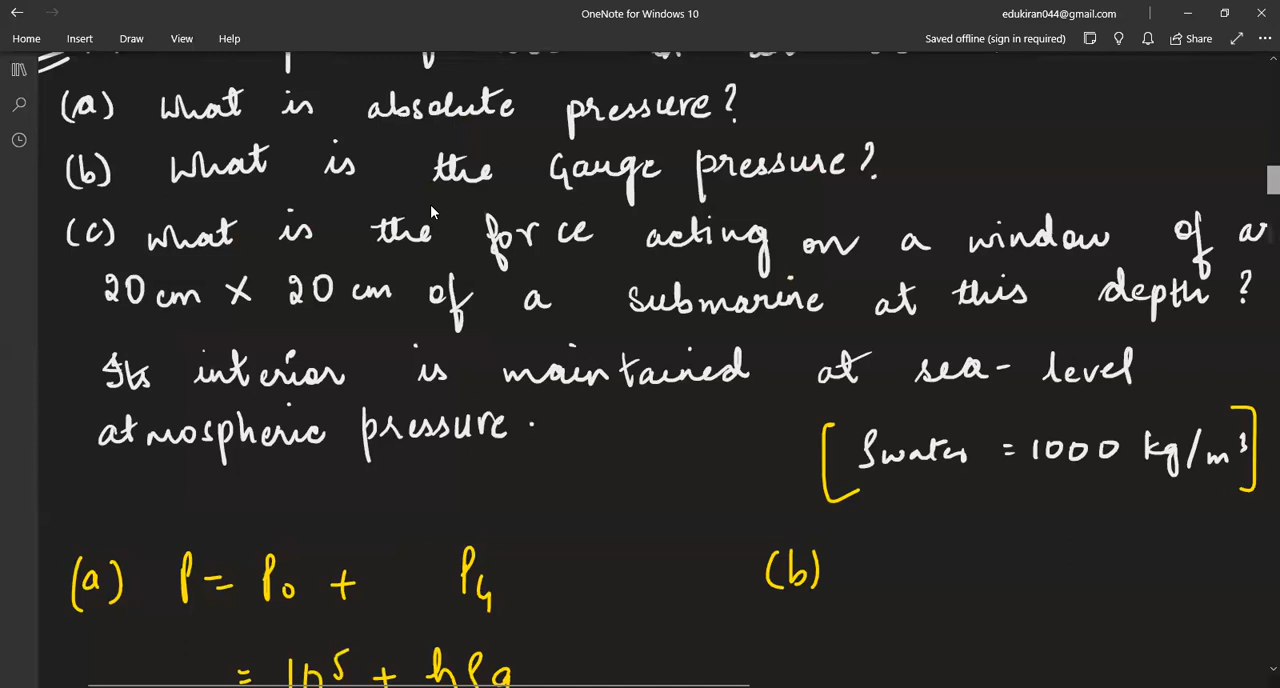 OneNote for Windows 10
edukiran044@gmail.com
Home Insert Draw View Help
Saved offline (sign in required)
Share
(a) What is absolute pressure?
(b) What is the Gauge pressure?
(c) What is the force acting on a window of
20 cm × 20 cm of a submarine at this depth?
Its interior is maintained at sea-level
atmospheric pressure.
[ρwater = 1000 kg/m³]
(a) P = P₀ + PG
(b)
= 10⁵ + hρg